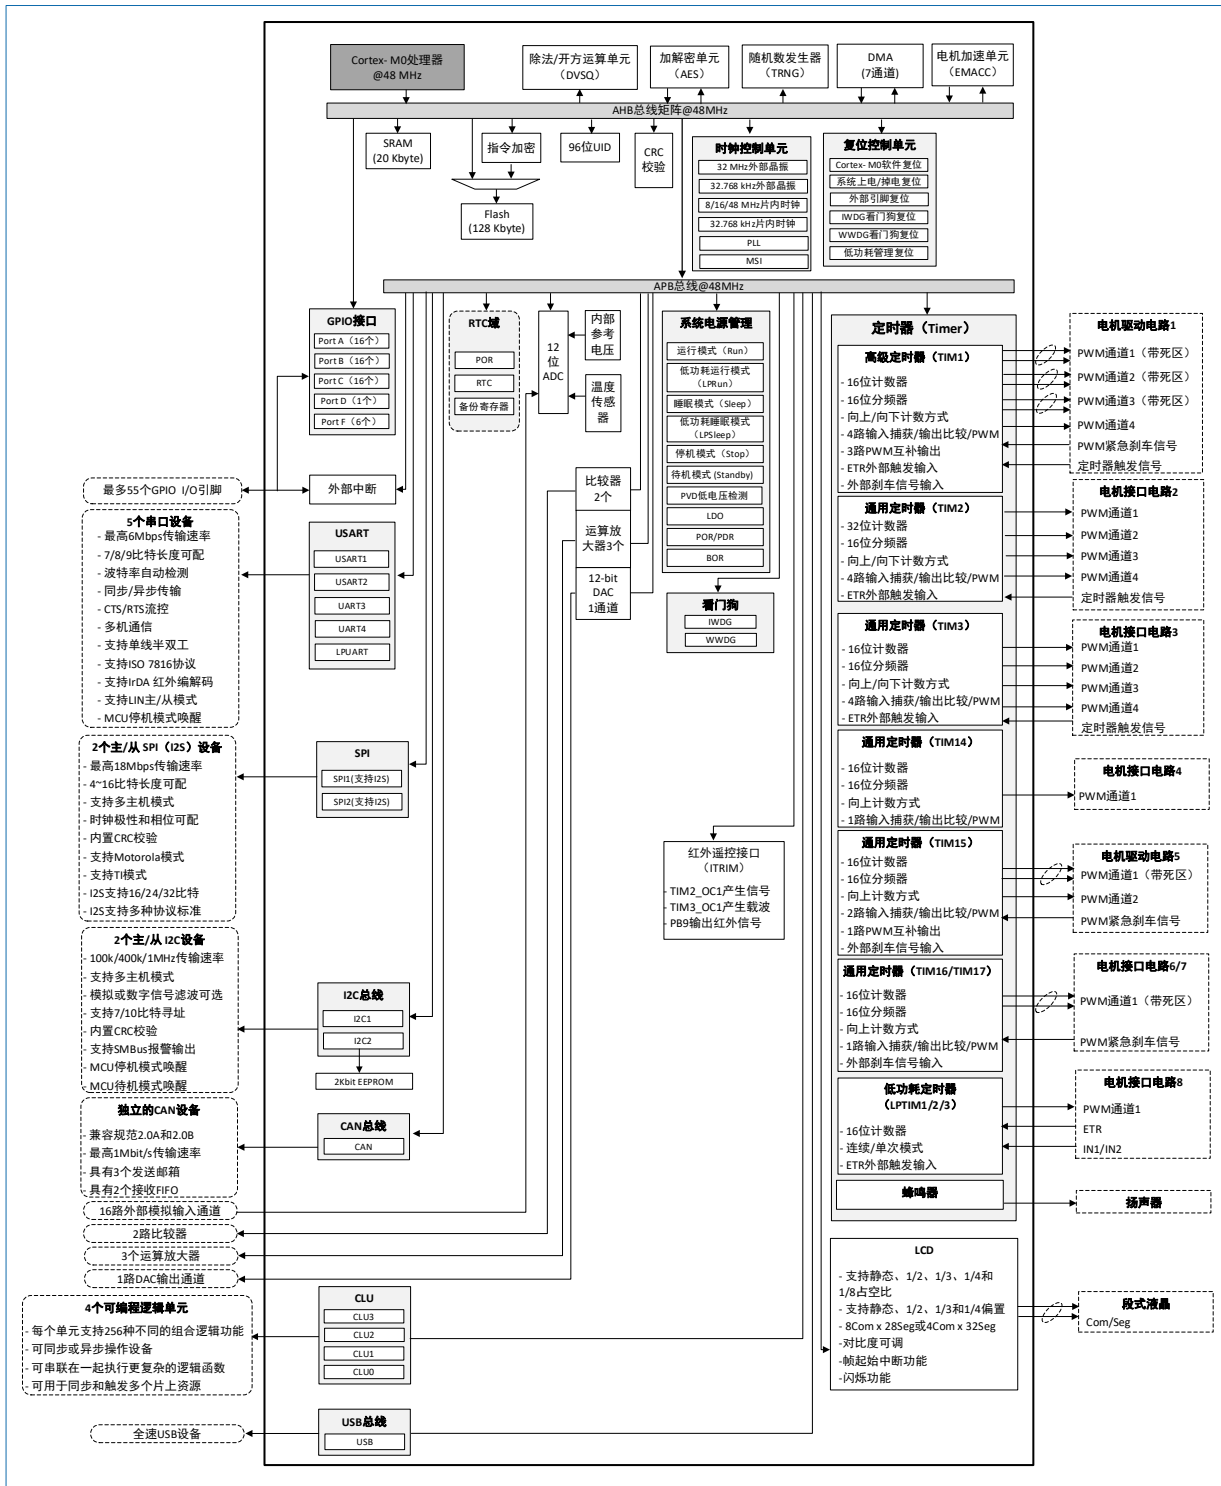 Cortex- M0处理器
@48 MHz
除法/开方运算单元
(DVSQ)
加解密单元
(AES)
随机数发生器
(TRNG)
DMA
(7通道)
电机加速单元
(EMACC)
AHB总线矩阵@48MHz
SRAM
(20 Kbyte)
指令加密
96位UID
CRC
校验
Flash
(128 Kbyte)
时钟控制单元
32 MHz外部晶振
32.768 kHz外部晶振
8/16/48 MHz片内时钟
32.768 kHz片内时钟
PLL
MSI
复位控制单元
Cortex- M0软件复位
系统上电/掉电复位
外部引脚复位
IWDG看门狗复位
WWDG看门狗复位
低功耗管理复位
APB总线@48MHz
GPIO接口
Port A（16个）
Port B（16个）
Port C（16个）
Port D（1个）
Port F（6个）
RTC域
POR
RTC
备份寄存器
12
位
ADC
内部
参考
电压
温度
传感
器
系统电源管理
运行模式（Run）
低功耗运行模式
(LPRun)
睡眠模式（Sleep）
低功耗睡眠模式
（LPSleep）
停机模式（Stop）
待机模式 (Standby)
PVD低电压检测
LDO
POR/PDR
BOR
看门狗
IWDG
WWDG
最多55个GPIO I/O引脚
外部中断
比较器
2个
运算放
大器3个
12-bit
DAC
1通道
5个串口设备
- 最高6Mbps传输速率
- 7/8/9比特长度可配
- 波特率自动检测
- 同步/异步传输
- CTS/RTS流控
- 多机通信
- 支持单线半双工
- 支持ISO 7816协议
- 支持IrDA 红外编解码
- 支持LIN主/从模式
- MCU停机模式唤醒
USART
USART1
USART2
UART3
UART4
LPUART
2个主/从 SPI（I2S）设备
- 最高18Mbps传输速率
- 4~16比特长度可配
- 支持多主机模式
- 时钟极性和相位可配
- 内置CRC校验
- 支持Motorola模式
- 支持TI模式
- I2S支持16/24/32比特
- I2S支持多种协议标准
SPI
SPI1(支持I2S)
SPI2(支持I2S)
红外遥控接口
（ITRIM）
- TIM2_OC1产生信号
- TIM3_OC1产生载波
- PB9输出红外信号
2个主/从 I2C设备
- 100k/400k/1MHz传输速率
- 支持多主机模式
- 模拟或数字信号滤波可选
- 支持7/10比特寻址
- 内置CRC校验
- 支持SMBus报警输出
- MCU停机模式唤醒
- MCU待机模式唤醒
I2C总线
I2C1
I2C2
2Kbit EEPROM
独立的CAN设备
- 兼容规范2.0A和2.0B
- 最高1Mbit/s传输速率
- 具有3个发送邮箱
- 具有2个接收FIFO
CAN总线
CAN
16路外部模拟输入通道
2路比较器
3个运算放大器
1路DAC输出通道
4个可编程逻辑单元
- 每个单元支持256种不同的组合逻辑功能
- 可同步或异步操作设备
- 可串联在一起执行更复杂的逻辑函数
- 可用于同步和触发多个片上资源
CLU
CLU3
CLU2
CLU1
CLU0
全速USB设备
USB总线
USB
定时器（Timer）
高级定时器（TIM1）
- 16位计数器
- 16位分频器
- 向上/向下计数方式
- 4路输入捕获/输出比较/PWM
- 3路PWM互补输出
- ETR外部触发输入
- 外部刹车信号输入
电机驱动电路1
PWM通道1（带死区）
PWM通道2（带死区）
PWM通道3（带死区）
PWM通道4
PWM紧急刹车信号
定时器触发信号
通用定时器（TIM2）
- 32位计数器
- 16位分频器
- 向上/向下计数方式
- 4路输入捕获/输出比较/PWM
- ETR外部触发输入
电机接口电路2
PWM通道1
PWM通道2
PWM通道3
PWM通道4
定时器触发信号
通用定时器（TIM3）
- 16位计数器
- 16位分频器
- 向上/向下计数方式
- 4路输入捕获/输出比较/PWM
- ETR外部触发输入
电机接口电路3
PWM通道1
PWM通道2
PWM通道3
PWM通道4
定时器触发信号
通用定时器（TIM14）
- 16位计数器
- 16位分频器
- 向上计数方式
- 1路输入捕获/输出比较/PWM
电机接口电路4
PWM通道1
通用定时器（TIM15）
- 16位计数器
- 16位分频器
- 向上计数方式
- 2路输入捕获/输出比较/PWM
- 1路PWM互补输出
- 外部刹车信号输入
电机驱动电路5
PWM通道1（带死区）
PWM通道2
PWM紧急刹车信号
通用定时器（TIM16/TIM17）
- 16位计数器
- 16位分频器
- 向上计数方式
- 1路输入捕获/输出比较/PWM
- 外部刹车信号输入
电机接口电路6/7
PWM通道1（带死区）
PWM紧急刹车信号
低功耗定时器
（LPTIM1/2/3）
- 16位计数器
- 连续/单次模式
- ETR外部触发输入
电机接口电路8
PWM通道1
ETR
IN1/IN2
蜂鸣器
扬声器
LCD
- 支持静态、1/2、1/3、1/4和
1/8占空比
- 支持静态、1/2、1/3和1/4偏置
- 8Com x 28Seg或4Com x 32Seg
- 对比度可调
- 帧起始中断功能
- 闪烁功能
段式液晶
Com/Seg